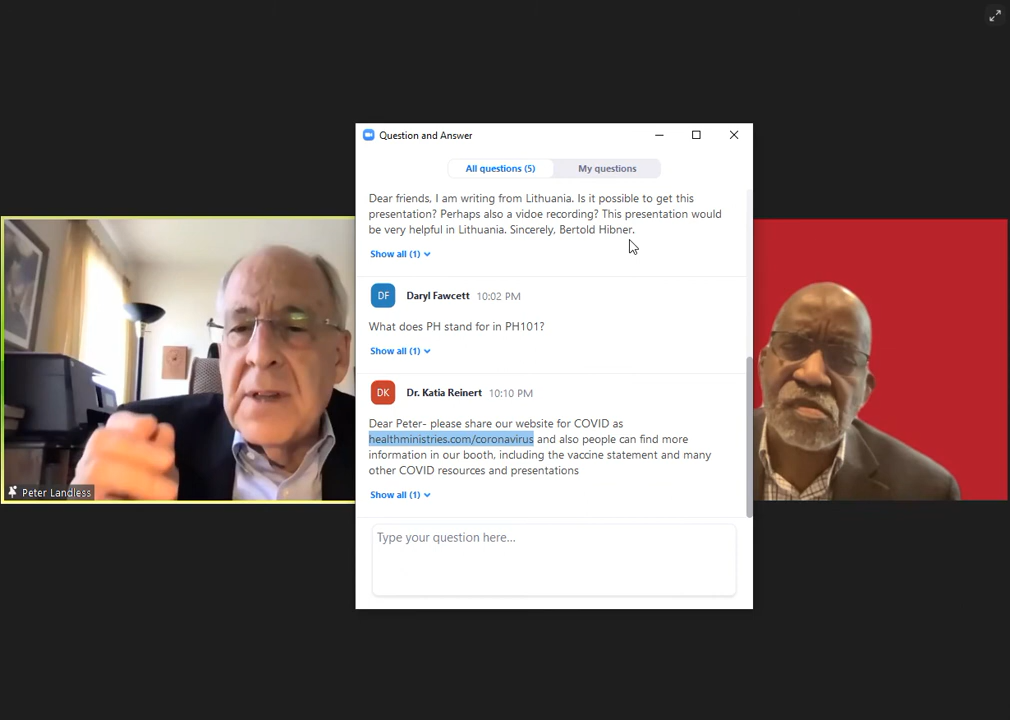 Question and Answer
All questions (5)
My questions
Dear friends, I am writing from Lithuania. Is it possible to get this
presentation? Perhaps also a vidoe recording? This presentation would
be very helpful in Lithuania. Sincerely, Bertold Hibner.
Show all (1)
DF Daryl Fawcett 10:02 PM
What does PH stand for in PH101?
Show all (1)
DK Dr. Katia Reinert 10:10 PM
Dear Peter- please share our website for COVID as
healthministries.com/coronavirus and also people can find more
information in our booth, including the vaccine statement and many
other COVID resources and presentations
Show all (1)
Peter Landless
Type your question here...